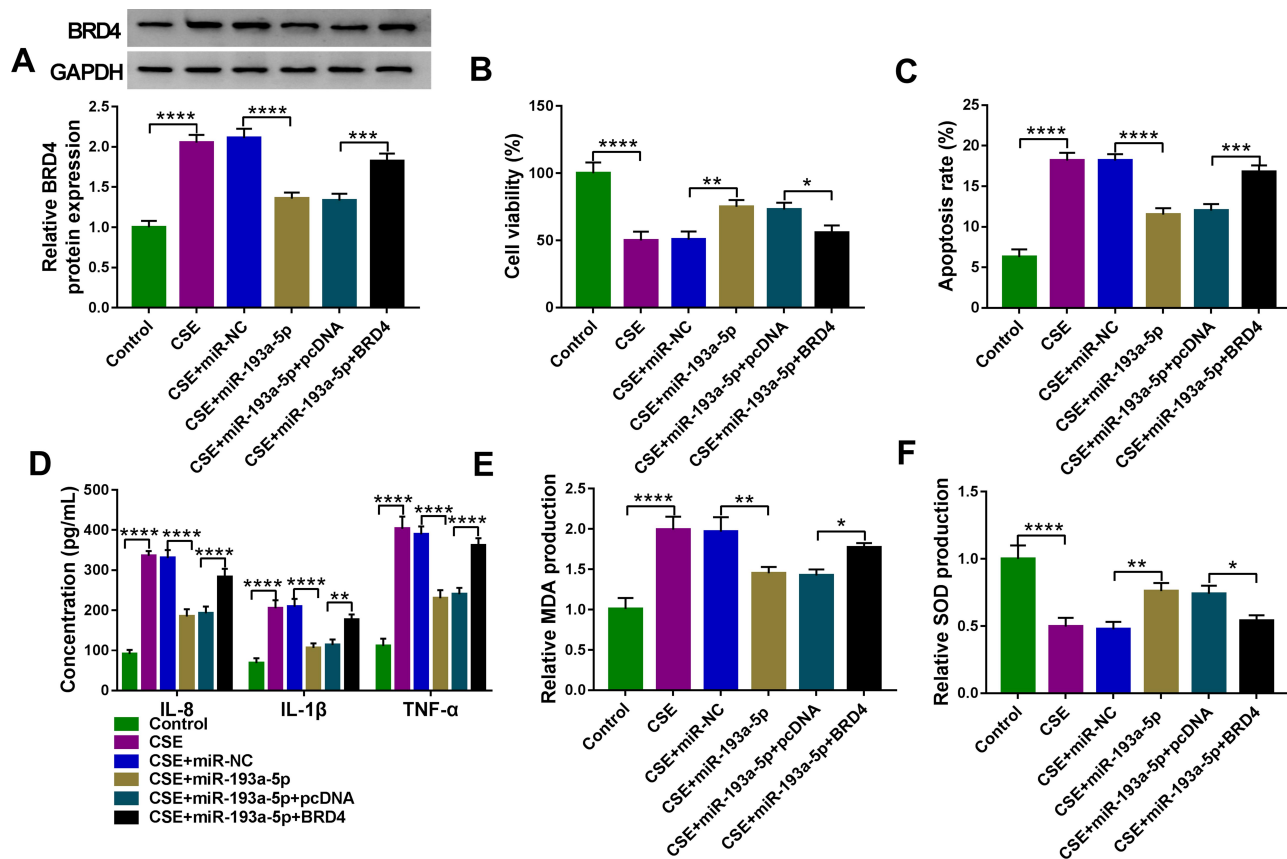 A
BRD4
GAPDH
Relative BRD4
protein expression
2.5
2.0
1.5
1.0
0.5
0.0
****
****
***
Control
CSE
CSE+miR-NC
CSE+miR-193a-5p
CSE+miR-193a-5p+pcDNA
CSE+miR-193a-5p+BRD4
B
Cell viability (%)
150
100
50
0
****
**
*
Control
CSE
CSE+miR-NC
CSE+miR-193a-5p
CSE+miR-193a-5p+pcDNA
CSE+miR-193a-5p+BRD4
C
Apoptosis rate (%)
25
20
15
10
5
0
****
****
***
Control
CSE
CSE+miR-NC
CSE+miR-193a-5p
CSE+miR-193a-5p+pcDNA
CSE+miR-193a-5p+BRD4
D
Concentration (pg/mL)
500
400
300
200
100
0
****
****
****
****
****
**
****
****
****
IL-8
IL-1β
TNF-α
Control
CSE
CSE+miR-NC
CSE+miR-193a-5p
CSE+miR-193a-5p+pcDNA
CSE+miR-193a-5p+BRD4
E
Relative MDA production
2.5
2.0
1.5
1.0
0.5
0.0
****
**
*
Control
CSE
CSE+miR-NC
CSE+miR-193a-5p
CSE+miR-193a-5p+pcDNA
CSE+miR-193a-5p+BRD4
F
Relative SOD production
1.5
1.0
0.5
0.0
****
**
*
Control
CSE
CSE+miR-NC
CSE+miR-193a-5p
CSE+miR-193a-5p+pcDNA
CSE+miR-193a-5p+BRD4